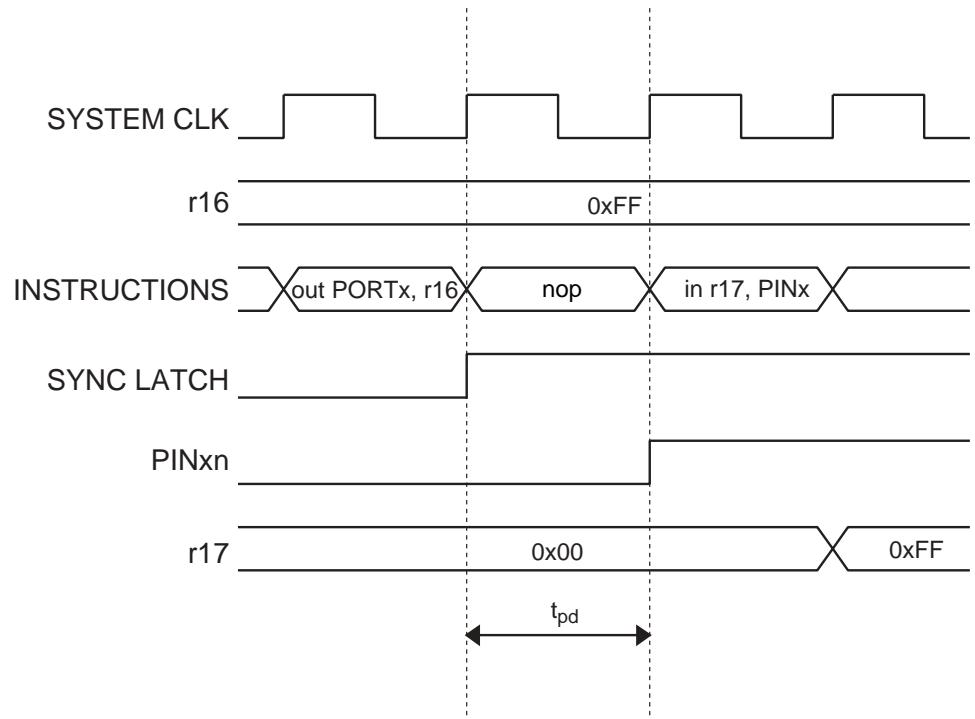 SYSTEM CLK
r16
0xFF
INSTRUCTIONS
out PORTx, r16
nop
in r17, PINx
SYNC LATCH
PINxn
r17
0x00
0xFF
tpd